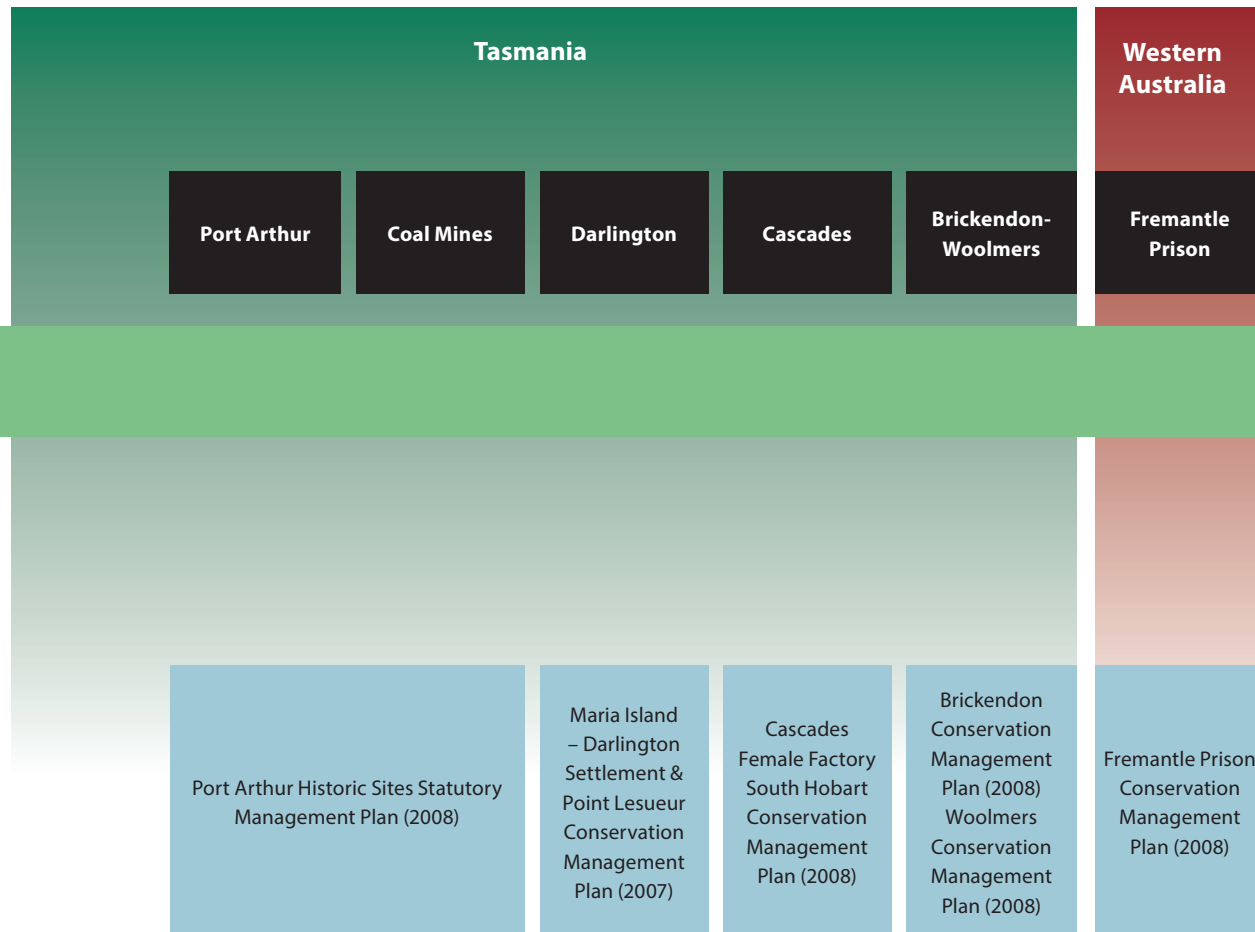 Tasmania
Western
Australia
Port Arthur
Coal Mines
Darlington
Cascades
Brickendon-
Woolmers
Fremantle
Prison
Port Arthur Historic Sites Statutory
Management Plan (2008)
Maria Island
– Darlington
Settlement &
Point Lesueur
Conservation
Management
Plan (2007)
Cascades
Female Factory
South Hobart
Conservation
Management
Plan (2008)
Brickendon
Conservation
Management
Plan (2008)
Woolmers
Conservation
Management
Plan (2008)
Fremantle Prison
Conservation
Management
Plan (2008)